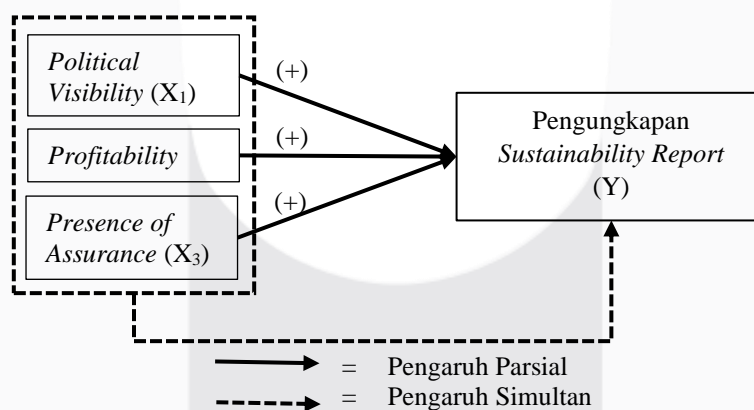 Political
Visibility (X₁)
(+)
Profitability
(+)
Presence of
Assurance (X₃)
(+)
Pengungkapan
Sustainability Report
(Y)
= Pengaruh Parsial
= Pengaruh Simultan